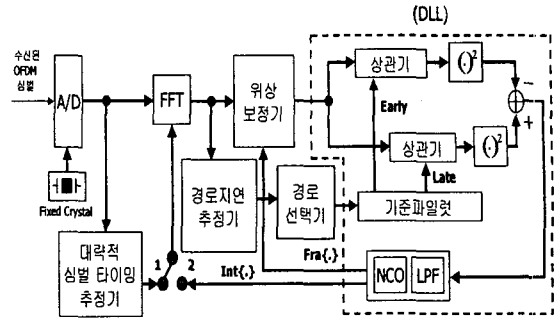 (DLL)
수신된
OFDM
심벌
A/D
FFT
위상
보정기
상관기
(·)²
Early
상관기
(·)²
−
+
Late
Fixed Crystal
경로지연
추정기
경로
선택기
기준파일럿
대략적
심벌 타이밍
추정기
1
2
Int{.}
Fra{.}
NCO
LPF